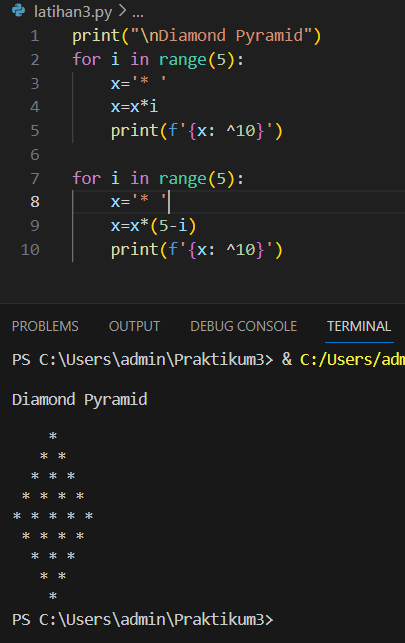 latihan3.py > ...
1 print("\nDiamond Pyramid")
2 for i in range(5):
3     x='* '
4     x=x*i
5     print(f'{x: ^10}')
6
7 for i in range(5):
8     x='* '
9     x=x*(5-i)
10     print(f'{x: ^10}')
PROBLEMS OUTPUT DEBUG CONSOLE TERMINAL
PS C:\Users\admin\Praktikum3> & C:/Users/adm
Diamond Pyramid
    *
   * *
  * * *
 * * * *
* * * * *
 * * * *
  * * *
   * *
    *
PS C:\Users\admin\Praktikum3>